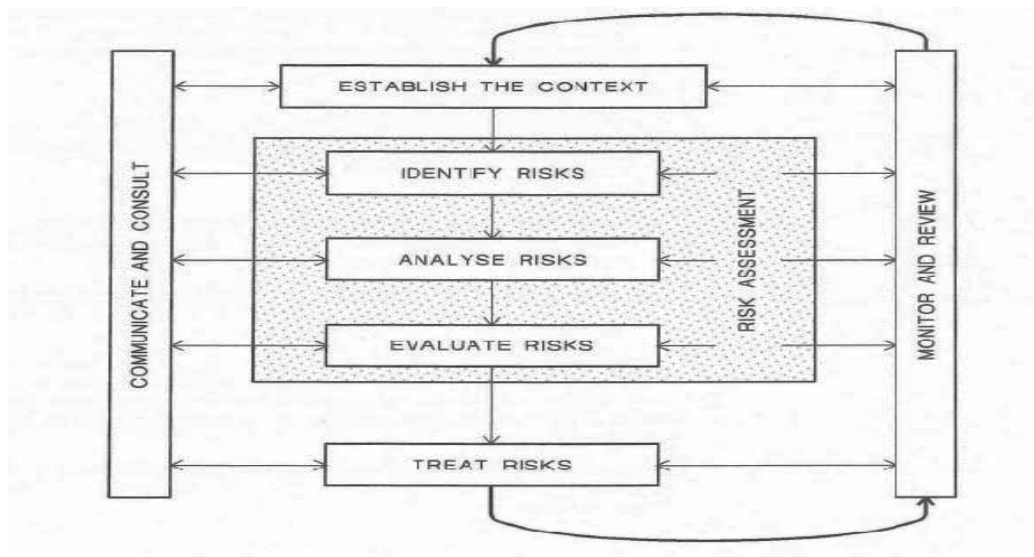 ESTABLISH THE CONTEXT
COMMUNICATE AND CONSULT
IDENTIFY RISKS
ANALYSE RISKS
EVALUATE RISKS
RISK ASSESSMENT
MONITOR AND REVIEW
TREAT RISKS